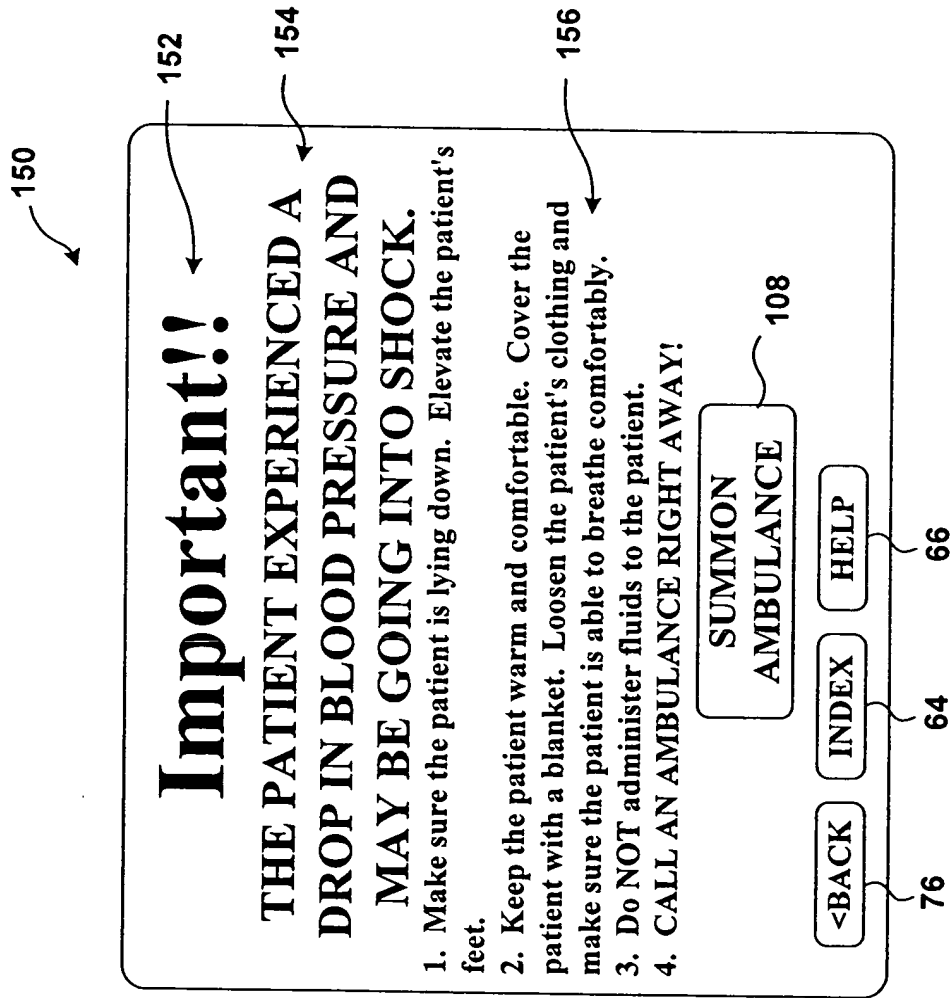 150
152
Important!!
154
THE PATIENT EXPERIENCED A
DROP IN BLOOD PRESSURE AND
MAY BE GOING INTO SHOCK.
1. Make sure the patient is lying down. Elevate the patient's
feet.
2. Keep the patient warm and comfortable. Cover the
patient with a blanket. Loosen the patient's clothing and
make sure the patient is able to breathe comfortably.
156
3. Do NOT administer fluids to the patient.
4. CALL AN AMBULANCE RIGHT AWAY!
SUMMON
AMBULANCE
108
<BACK
INDEX
HELP
76
64
66